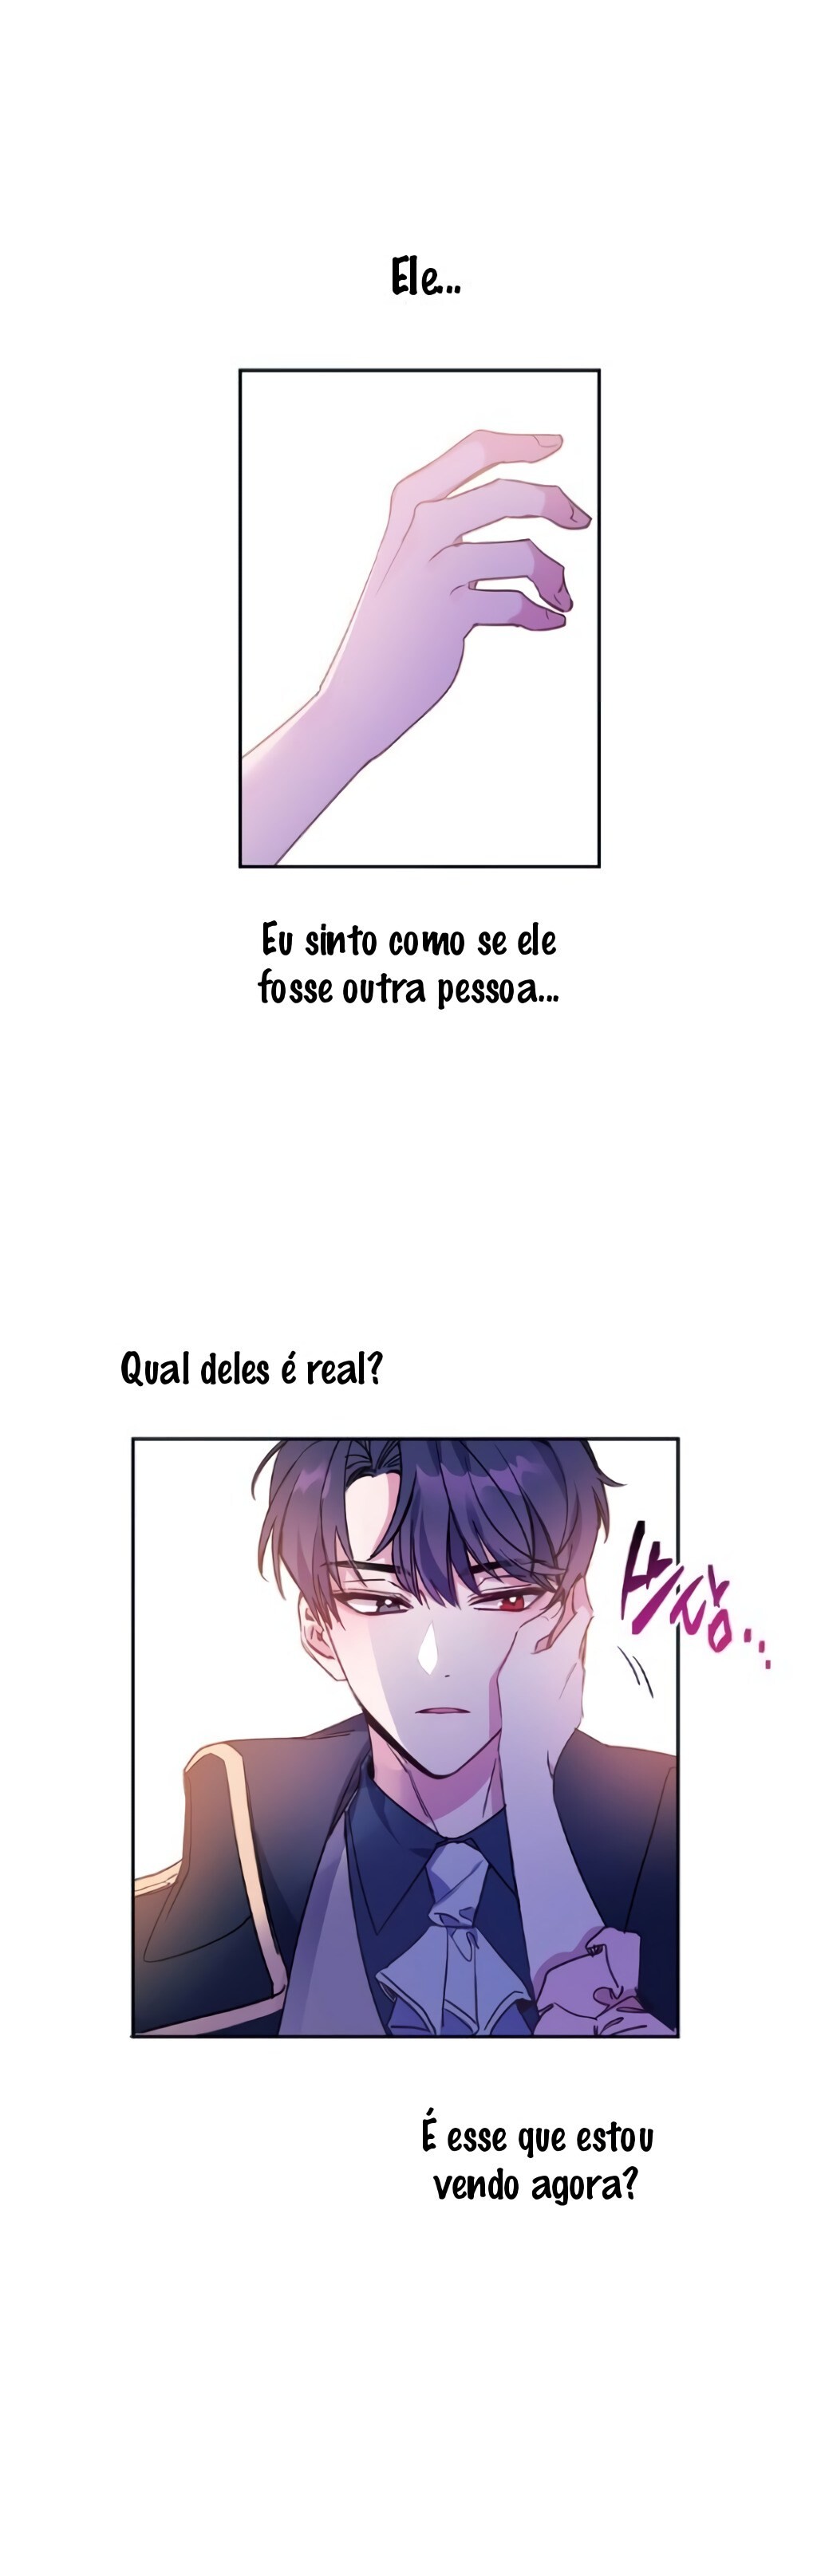 Ele...
Eu sinto como se ele
fosse outra pessoa...
Qual deles é real?
É esse que estou
vendo agora?